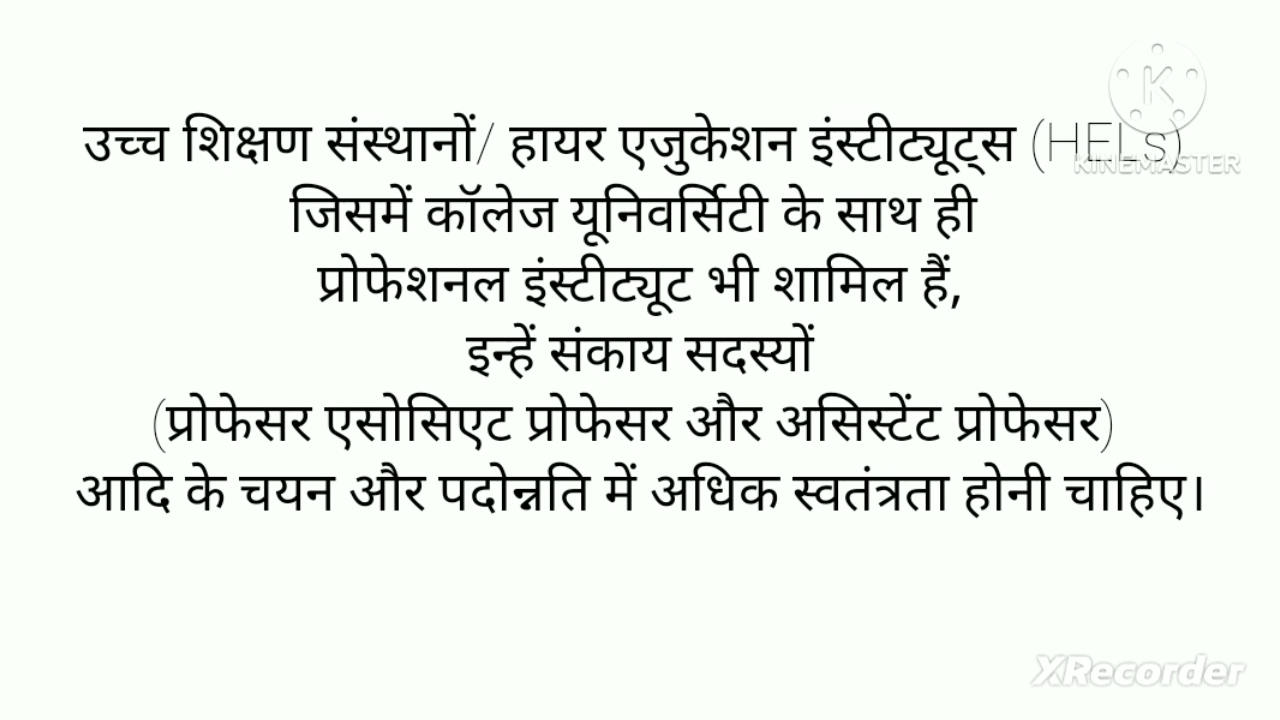 उच्च शिक्षण संस्थानों/ हायर एजुकेशन इंस्टीट्यूट्स (HELs)
जिसमें कॉलेज यूनिवर्सिटी के साथ ही
प्रोफेशनल इंस्टीट्यूट भी शामिल हैं,
इन्हें संकाय सदस्यों
(प्रोफेसर एसोसिएट प्रोफेसर और असिस्टेंट प्रोफेसर)
आदि के चयन और पदोन्नति में अधिक स्वतंत्रता होनी चाहिए।
K
KINEMASTER
XRecorder